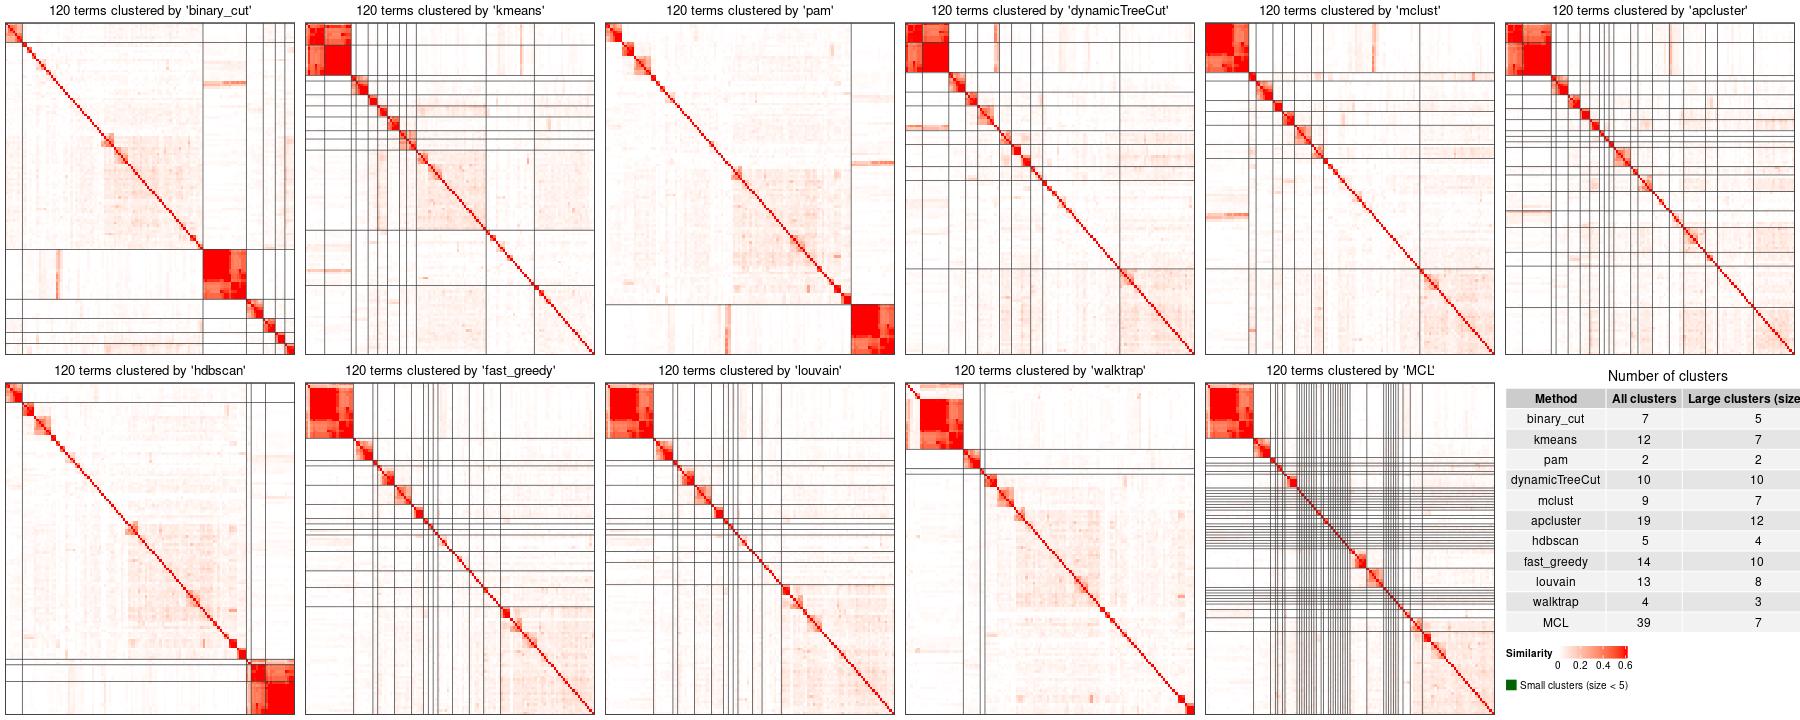 120 terms clustered by 'binary_cut'
120 terms clustered by 'kmeans'
120 terms clustered by 'pam'
120 terms clustered by 'dynamicTreeCut'
120 terms clustered by 'mclust'
120 terms clustered by 'apcluster'
120 terms clustered by 'hdbscan'
120 terms clustered by 'fast_greedy'
120 terms clustered by 'louvain'
120 terms clustered by 'walktrap'
120 terms clustered by 'MCL'
Number of clusters
Method All clusters Large clusters (size
binary_cut 7 5
kmeans 12 7
pam 2 2
dynamicTreeCut 10 10
mclust 9 7
apcluster 19 12
hdbscan 5 4
fast_greedy 14 10
louvain 13 8
walktrap 4 3
MCL 39 7
Similarity
0 0.2 0.4 0.6
Small clusters (size < 5)